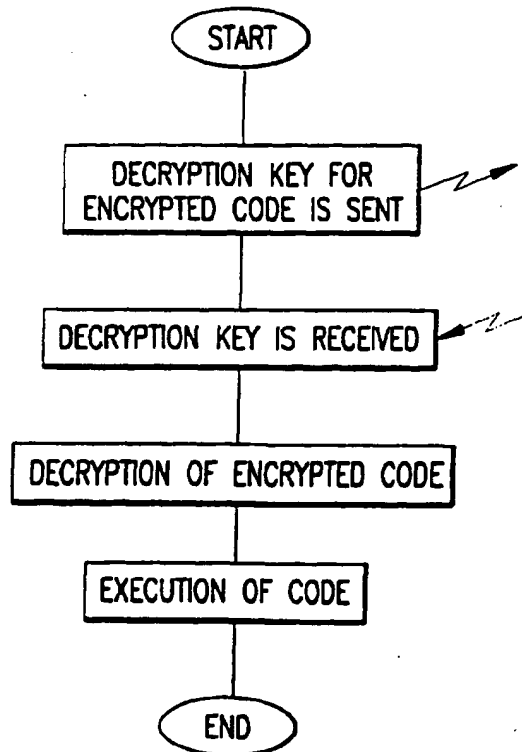 START
DECRYPTION KEY FOR
ENCRYPTED CODE IS SENT
DECRYPTION KEY IS RECEIVED
DECRYPTION OF ENCRYPTED CODE
EXECUTION OF CODE
END